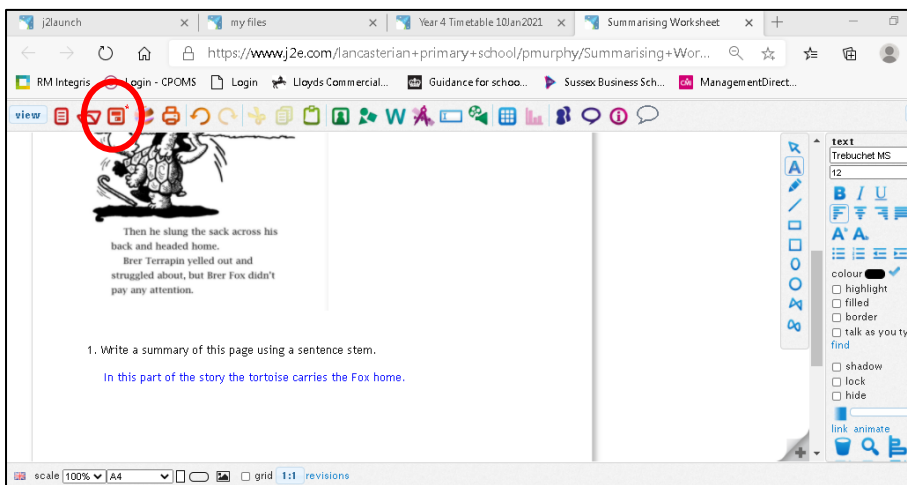 j2launch
my files
Year 4 Timetable 10Jan2021
Summarising Worksheet
https://www.j2e.com/lancasterian+primary+school/pmurphy/Summarising+Wor...
RM Integris
Login - CPOMS
Login
Lloyds Commercial...
Guidance for schoo...
Sussex Business Sch...
ManagementDirect...
view
Then he slung the sack across his
back and headed home.
Brer Terrapin yelled out and
struggled about, but Brer Fox didn't
pay any attention.
1. Write a summary of this page using a sentence stem.
In this part of the story the tortoise carries the Fox home.
text
Trebuchet MS
12
B I U
A A
colour
highlight
filled
border
talk as you ty
find
shadow
lock
hide
link animate
scale 100% A4 grid 1:1 revisions